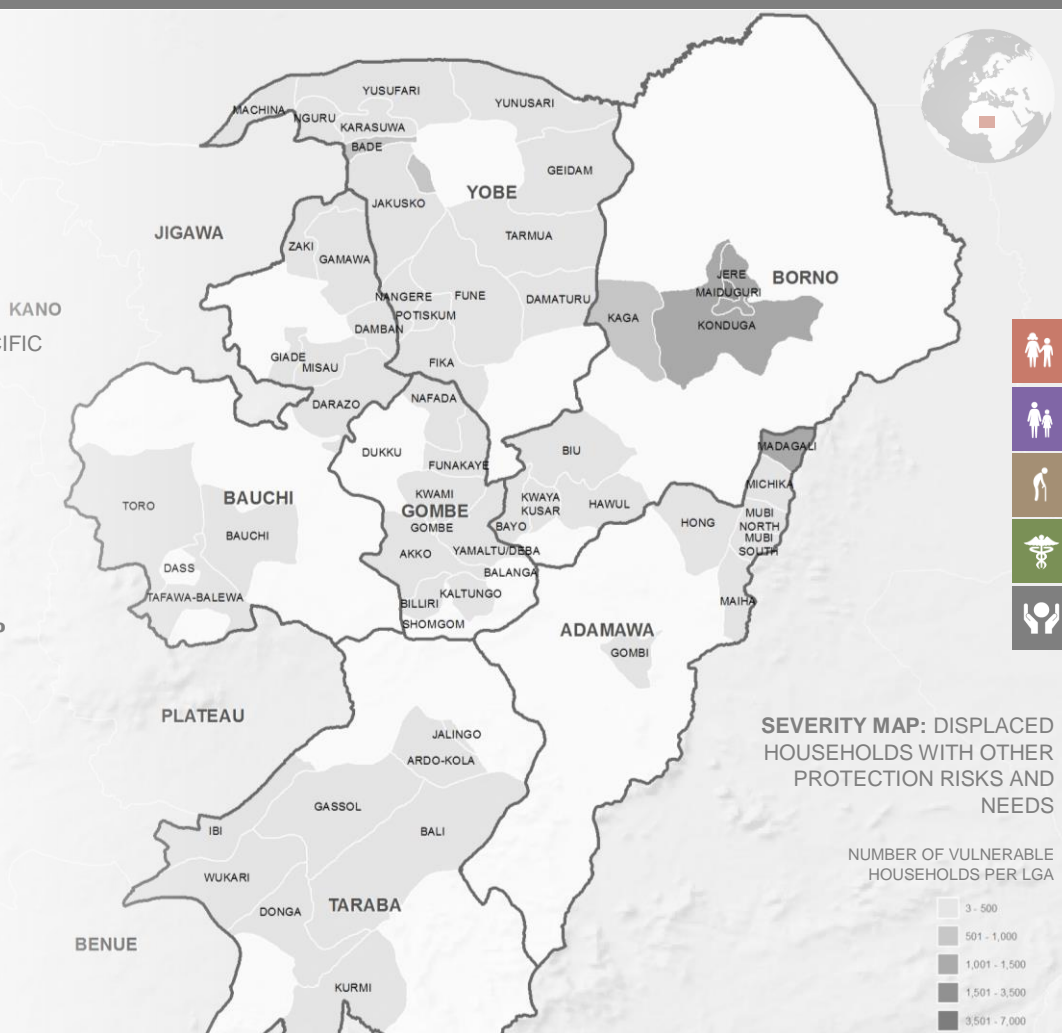 YUSUFARI
YUNUSARI
MACHINA
NGURU
KARASUWA
BADE
GEIDAM
YOBE
JAKUSKO
JIGAWA
TARMUA
ZAKI
GAMAWA
JERE
BORNO
MAIDUGURI
NANGERE
FUNE
DAMATURU
KANO
POTISKUM
KAGA
KONDUGA
DAMBAN
CIFIC
GIADE
MISAU
FIKA
DARAZO
NAFADA
DUKKU
BIU
MADAGALI
FUNAKAYE
MICHIKA
TORO
BAUCHI
KWAMI
KWAYA
KUSAR
HAWUL
GOMBE
GOMBE
BAYO
HONG
MUBI
NORTH
MUBI
SOUTH
BAUCHI
AKKO
YAMALTU/DEBA
DASS
BALANGA
TAFAWA-BALEWA
KALTUNGO
BILLIRI
MAIHA
SHOMGOM
P
ADAMAWA
GOMBI
PLATEAU
JALINGO
ARDO-KOLA
GASSOL
IBI
BALI
WUKARI
DONGA
TARABA
BENUE
KURMI
SEVERITY MAP: DISPLACED
HOUSEHOLDS WITH OTHER
PROTECTION RISKS AND
NEEDS
NUMBER OF VULNERABLE
HOUSEHOLDS PER LGA
3 - 500
501 - 1,000
1,001 - 1,500
1,501 - 3,500
3,501 - 7,000